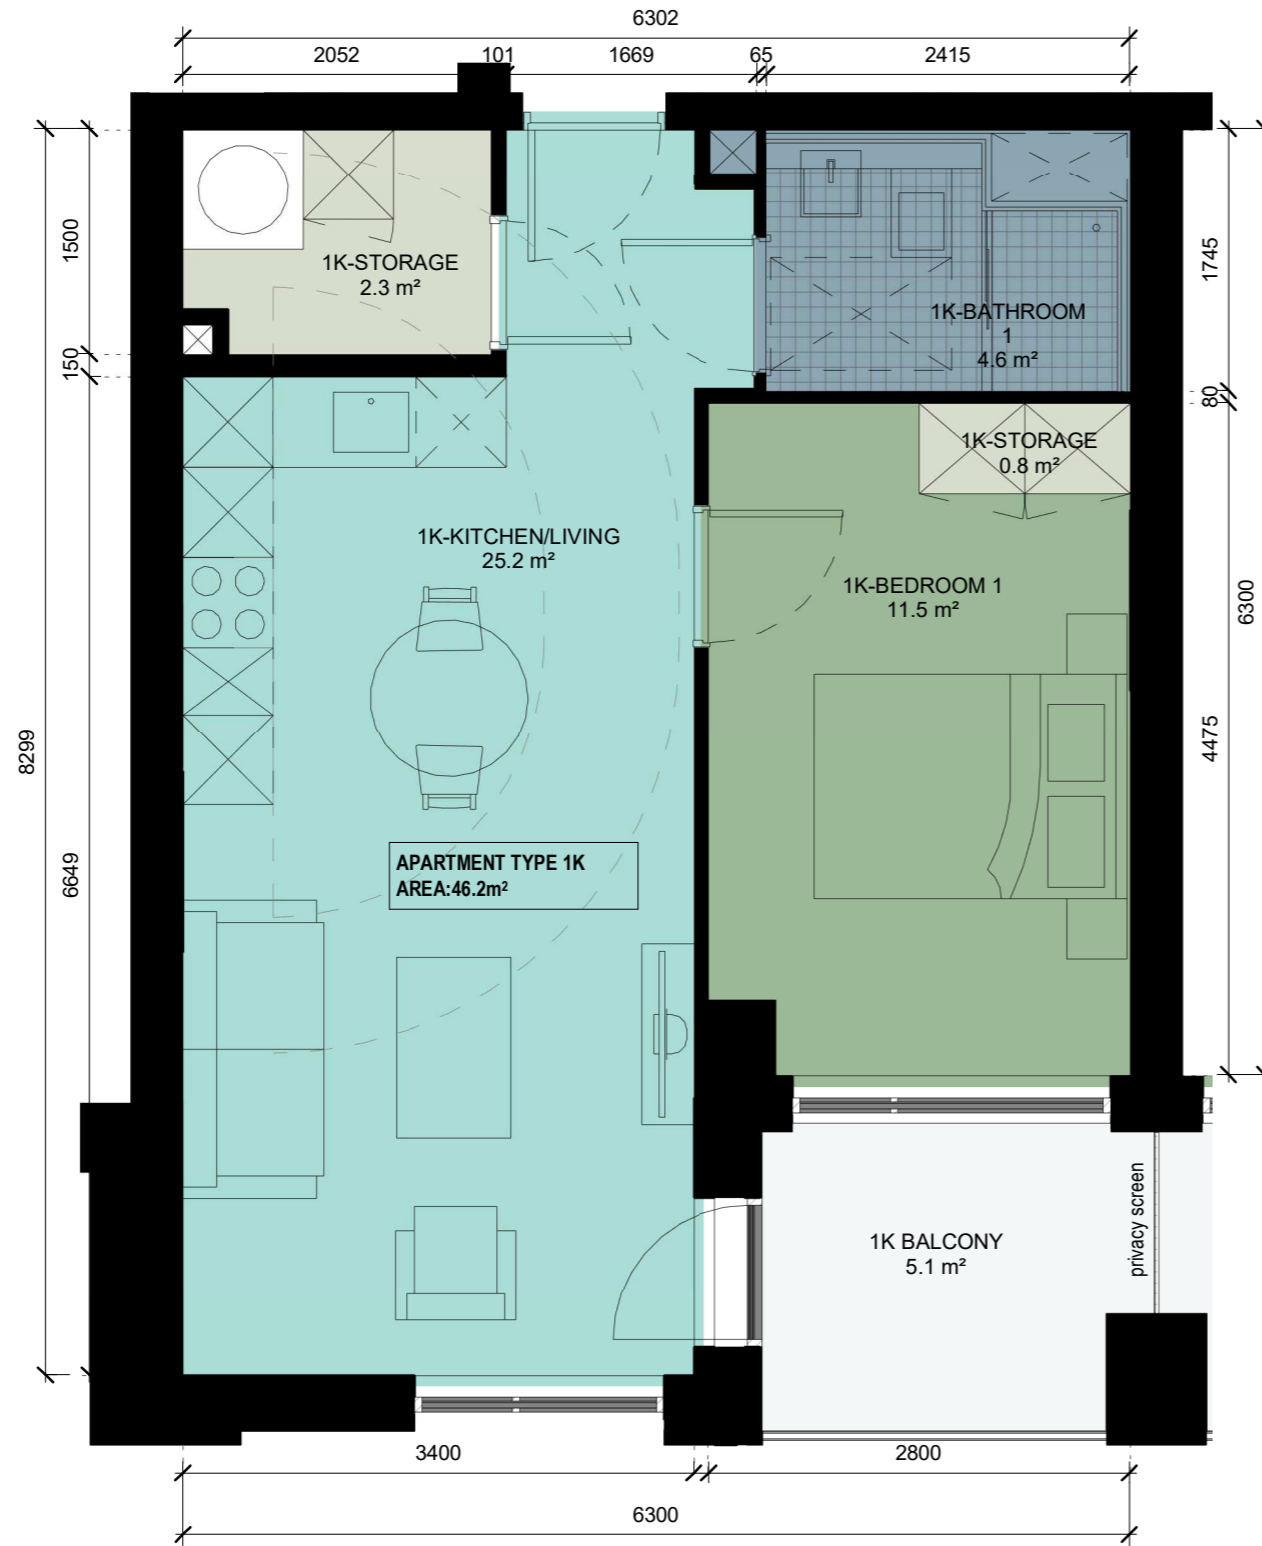 6302
2052
101
1669
65
2415
1K-STORAGE
2.3 m²
1K-BATHROOM
1
4.6 m²
1K-STORAGE
0.8 m²
1K-KITCHEN/LIVING
25.2 m²
1K-BEDROOM 1
11.5 m²
APARTMENT TYPE 1K
AREA:46.2m²
1K BALCONY
5.1 m²
privacy screen
1500
150
8299
6649
1745
80
6300
4475
3400
2800
6300